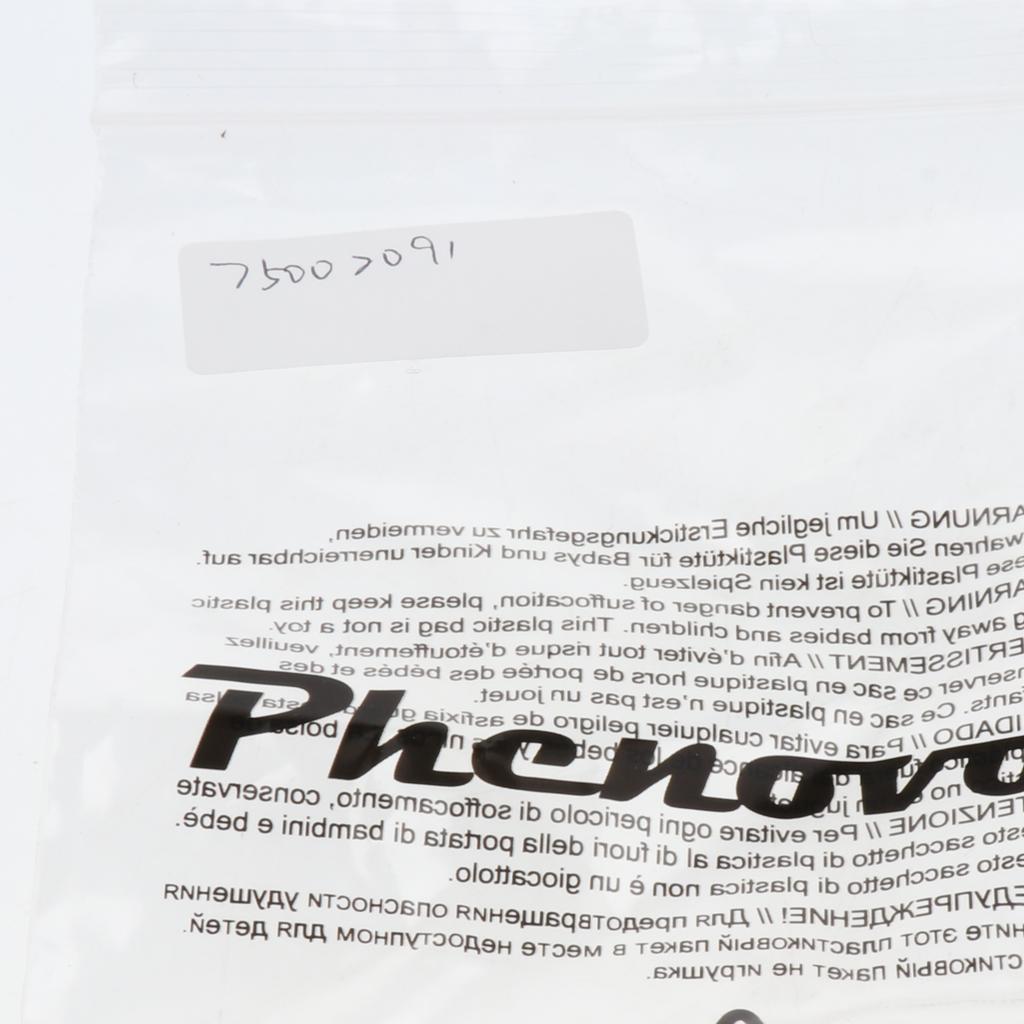 75002091
ARNUNG // Um jegliche Erstickungsgefahr zu vermeiden,
wahren Sie diese Plastiktüte für Babys und Kinder unerreichbar auf.
ese Plastiktüte ist kein Spielzeug.
ARNING // To prevent danger of suffocation, please keep this plastic
g away from babies and children. This plastic bag is not a toy.
ERTISSEMENT // Afin d'éviter tout risque d'étouffement, veuillez
nserver ce sac en plastique hors de portée des bébés et des
fants. Ce sac en plastique n'est pas un jouet.
IDADO // Para evitar cualquier peligro de asfixia
Phenovo
TENZIONE // Per evitare ogni pericolo di soffocamento, conservate
esto sacchetto di plastica al di fuori della portata di bambini e bebè.
esto sacchetto di plastica non è un giocattolo.
ЕДУПРЕЖДЕНИЕ! // Для предотвращения опасности удушения
ните этот пластиковый пакет в месте недоступном для детей.
стиковый пакет не игрушка.